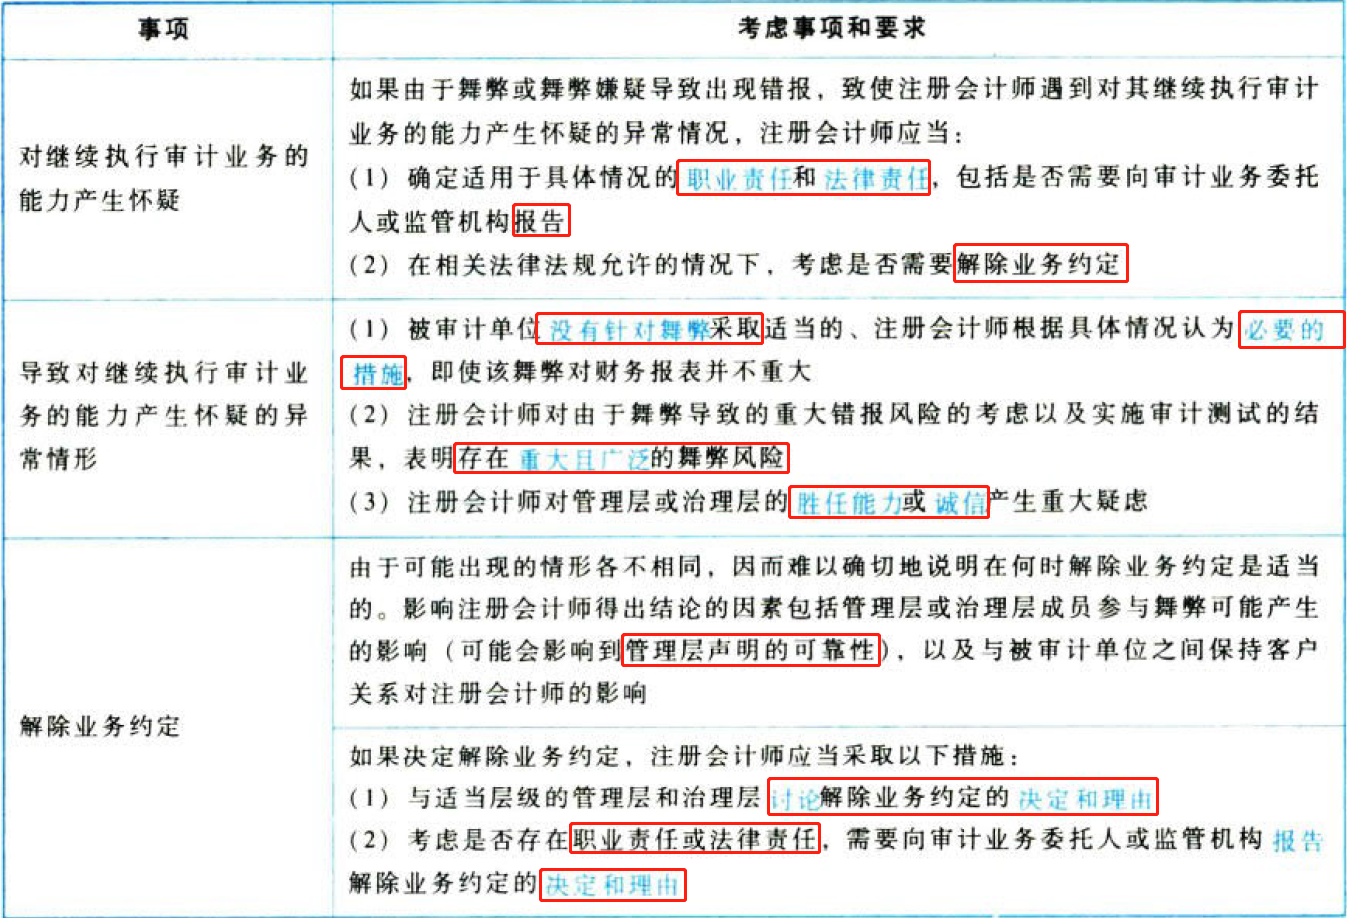 事项
考虑事项和要求
对继续执行审计业务的
能力产生怀疑
如果由于舞弊或舞弊嫌疑导致出现错报，致使注册会计师遇到对其继续执行审计
业务的能力产生怀疑的异常情况，注册会计师应当：
（1）确定适用于具体情况的职业责任和法律责任，包括是否需要向审计业务委托
人或监管机构报告
（2）在相关法律法规允许的情况下，考虑是否需要解除业务约定
导致对继续执行审计业
务的能力产生怀疑的异
常情形
（1）被审计单位没有针对舞弊采取适当的、注册会计师根据具体情况认为必要的
措施，即使该舞弊对财务报表并不重大
（2）注册会计师对由于舞弊导致的重大错报风险的考虑以及实施审计测试的结
果，表明存在重大且广泛的舞弊风险
（3）注册会计师对管理层或治理层的胜任能力或诚信产生重大疑虑
解除业务约定
由于可能出现的情形各不相同，因而难以确切地说明在何时解除业务约定是适当
的。影响注册会计师得出结论的因素包括管理层或治理层成员参与舞弊可能产生
的影响（可能会影响到管理层声明的可靠性），以及与被审计单位之间保持客户
关系对注册会计师的影响
如果决定解除业务约定，注册会计师应当采取以下措施：
（1）与适当层级的管理层和治理层讨论解除业务约定的决定和理由
（2）考虑是否存在职业责任或法律责任，需要向审计业务委托人或监管机构报告
解除业务约定的决定和理由